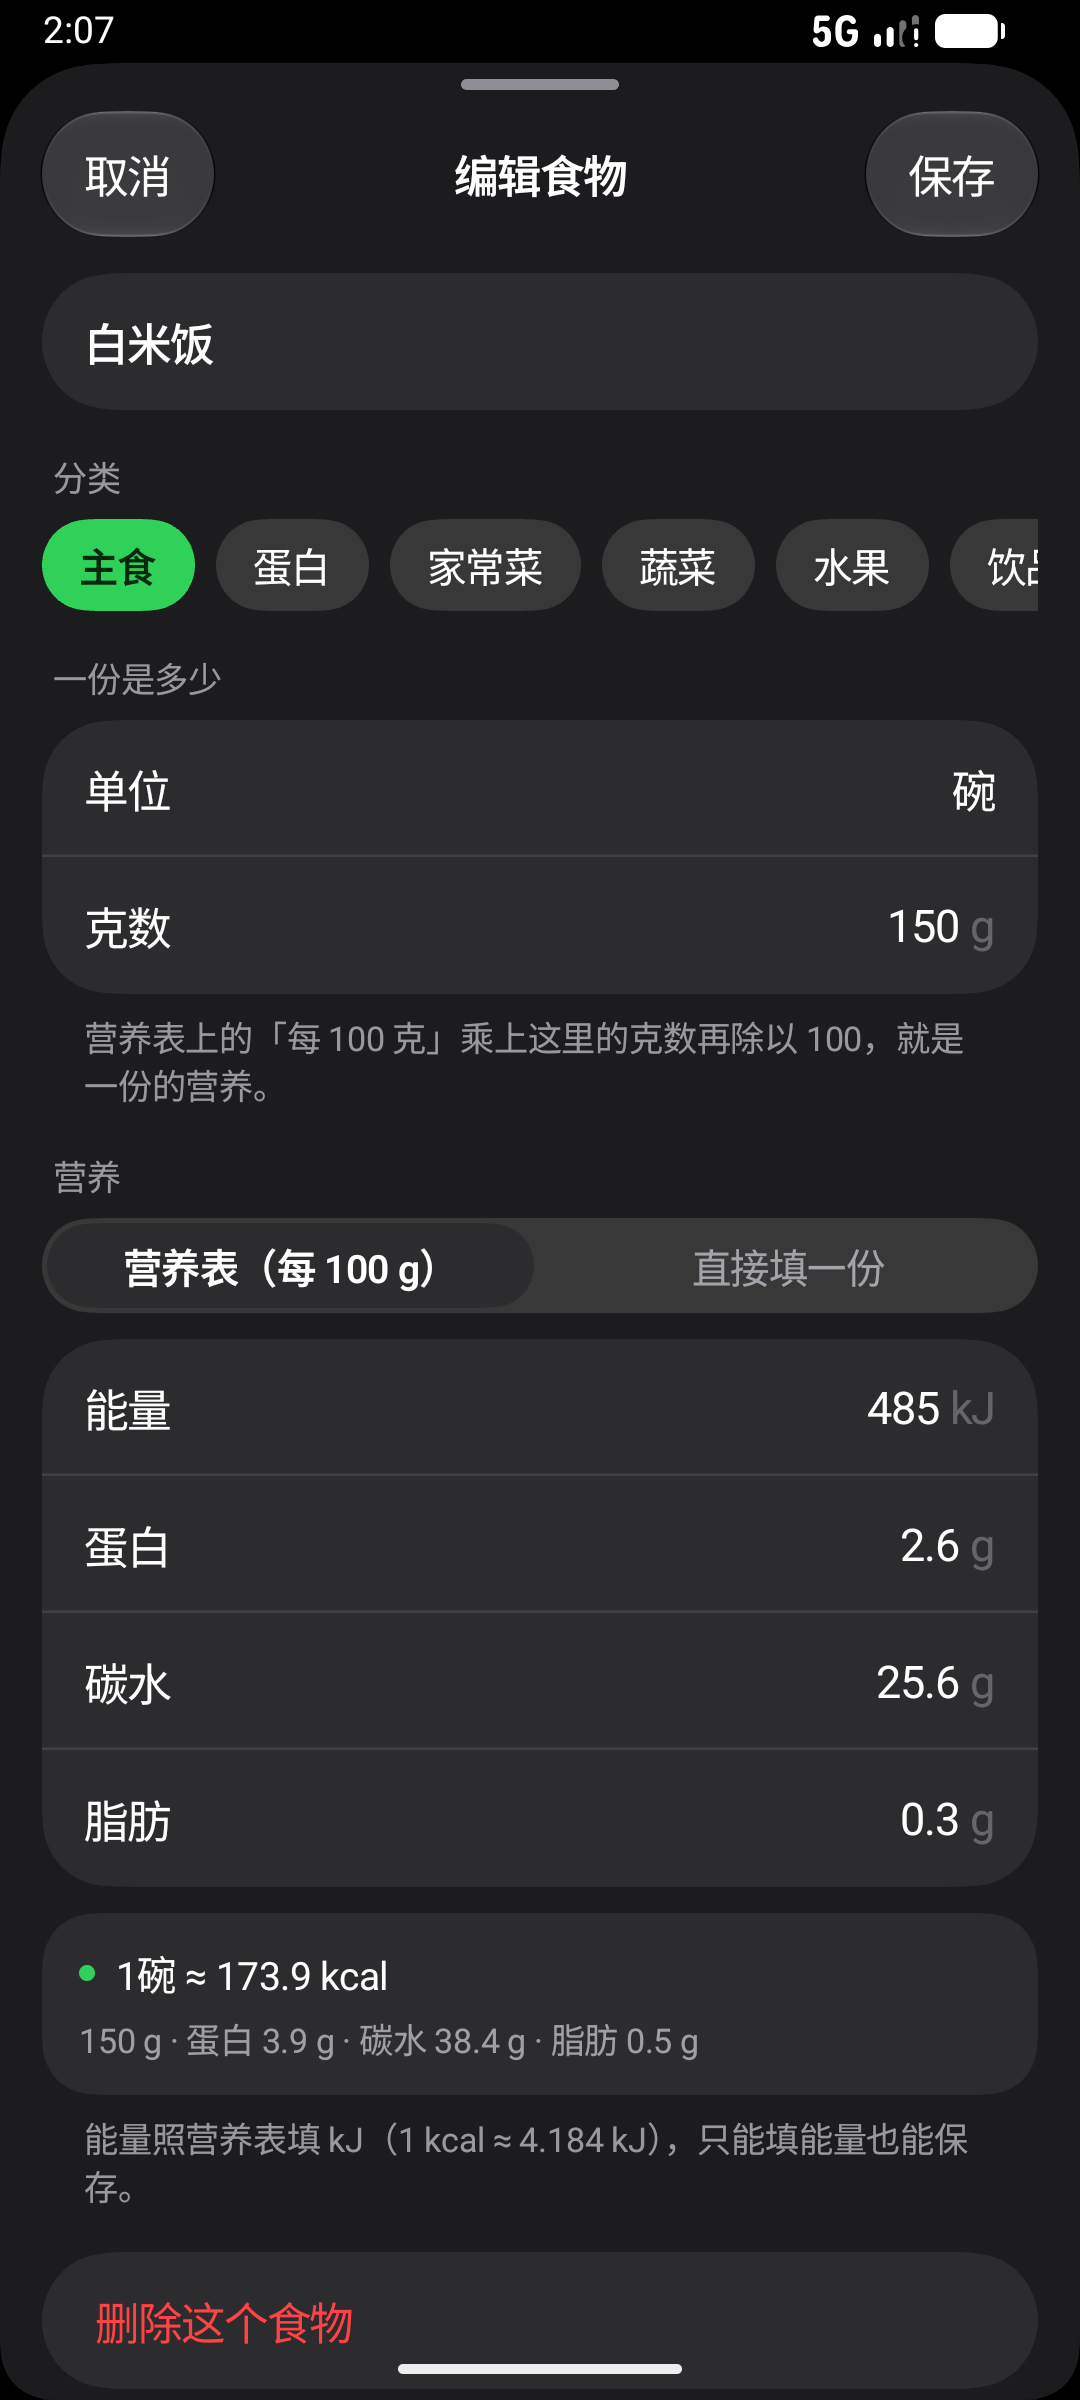 2:07
5G
取消
编辑食物
保存
白米饭
分类
主食
蛋白
家常菜
蔬菜
水果
饮品
一份是多少
单位
碗
克数
150 g
营养表上的「每 100 克」乘上这里的克数再除以 100，就是
一份的营养。
营养
营养表（每 100 g）
直接填一份
能量
485 kJ
蛋白
2.6 g
碳水
25.6 g
脂肪
0.3 g
1碗 ≈ 173.9 kcal
150 g · 蛋白 3.9 g · 碳水 38.4 g · 脂肪 0.5 g
能量照营养表填 kJ（1 kcal ≈ 4.184 kJ），只能填能量也能保
存。
删除这个食物